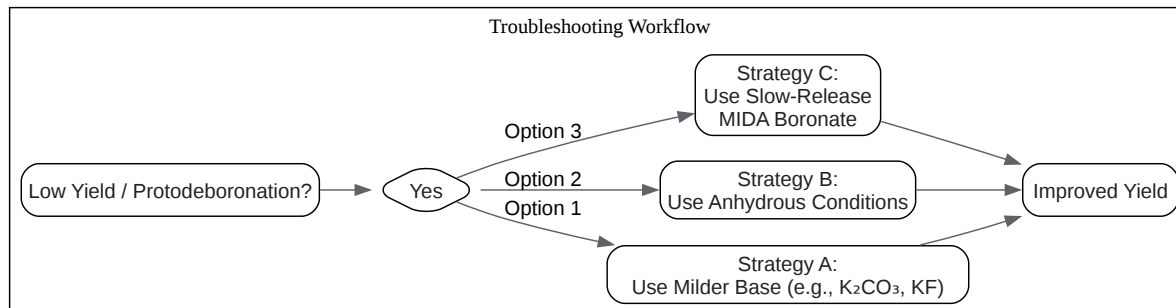 Troubleshooting Workflow
Low Yield / Protodeboronation?
Yes
Option 3
Option 2
Option 1
Strategy C:
Use Slow-Release
MIDA Boronate
Strategy B:
Use Anhydrous Conditions
Strategy A:
Use Milder Base (e.g., K₂CO₃, KF)
Improved Yield